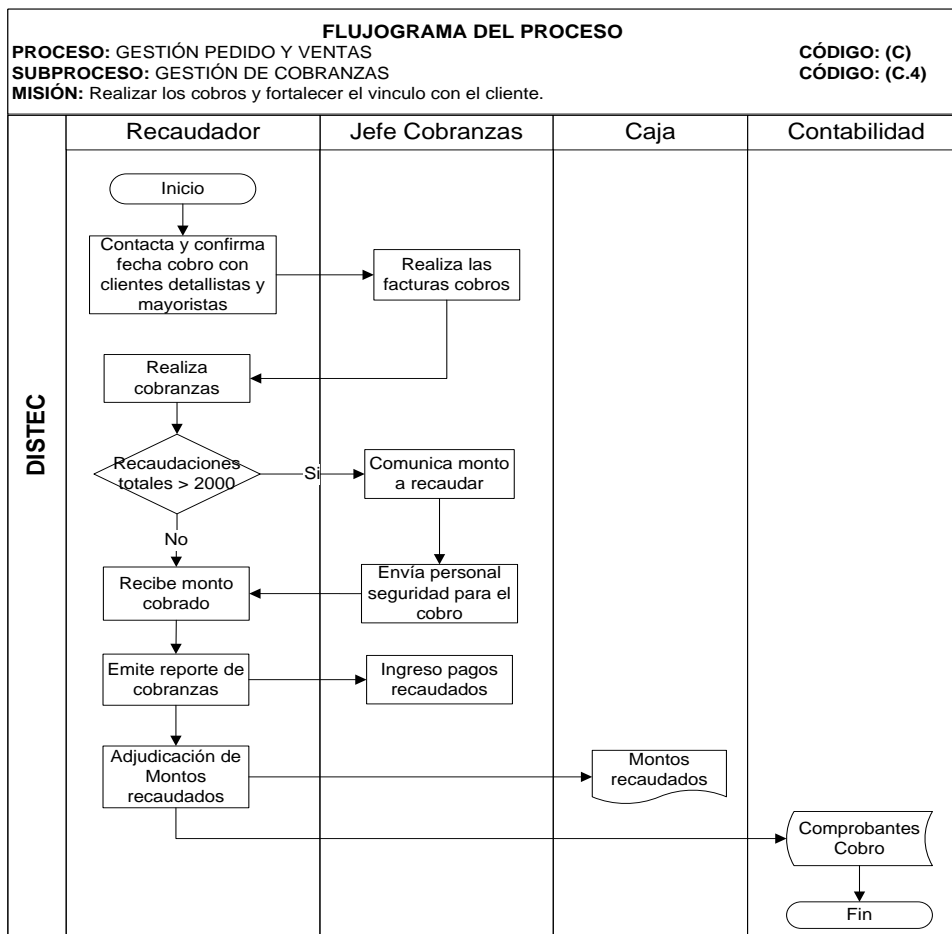 FLUJOGRAMA DEL PROCESO
PROCESO: GESTIÓN PEDIDO Y VENTAS CÓDIGO: (C)
SUBPROCESO: GESTIÓN DE COBRANZAS CÓDIGO: (C.4)
MISIÓN: Realizar los cobros y fortalecer el vinculo con el cliente.
DISTEC
Recaudador Jefe Cobranzas Caja Contabilidad
Inicio
Contacta y confirma
fecha cobro con
clientes detallistas y
mayoristas
Realiza las
facturas cobros
Realiza
cobranzas
Recaudaciones
totales > 2000
Si
Comunica monto
a recaudar
No
Envía personal
seguridad para el
cobro
Recibe monto
cobrado
Emite reporte de
cobranzas
Ingreso pagos
recaudados
Adjudicación de
Montos
recaudados
Montos
recaudados
Comprobantes
Cobro
Fin